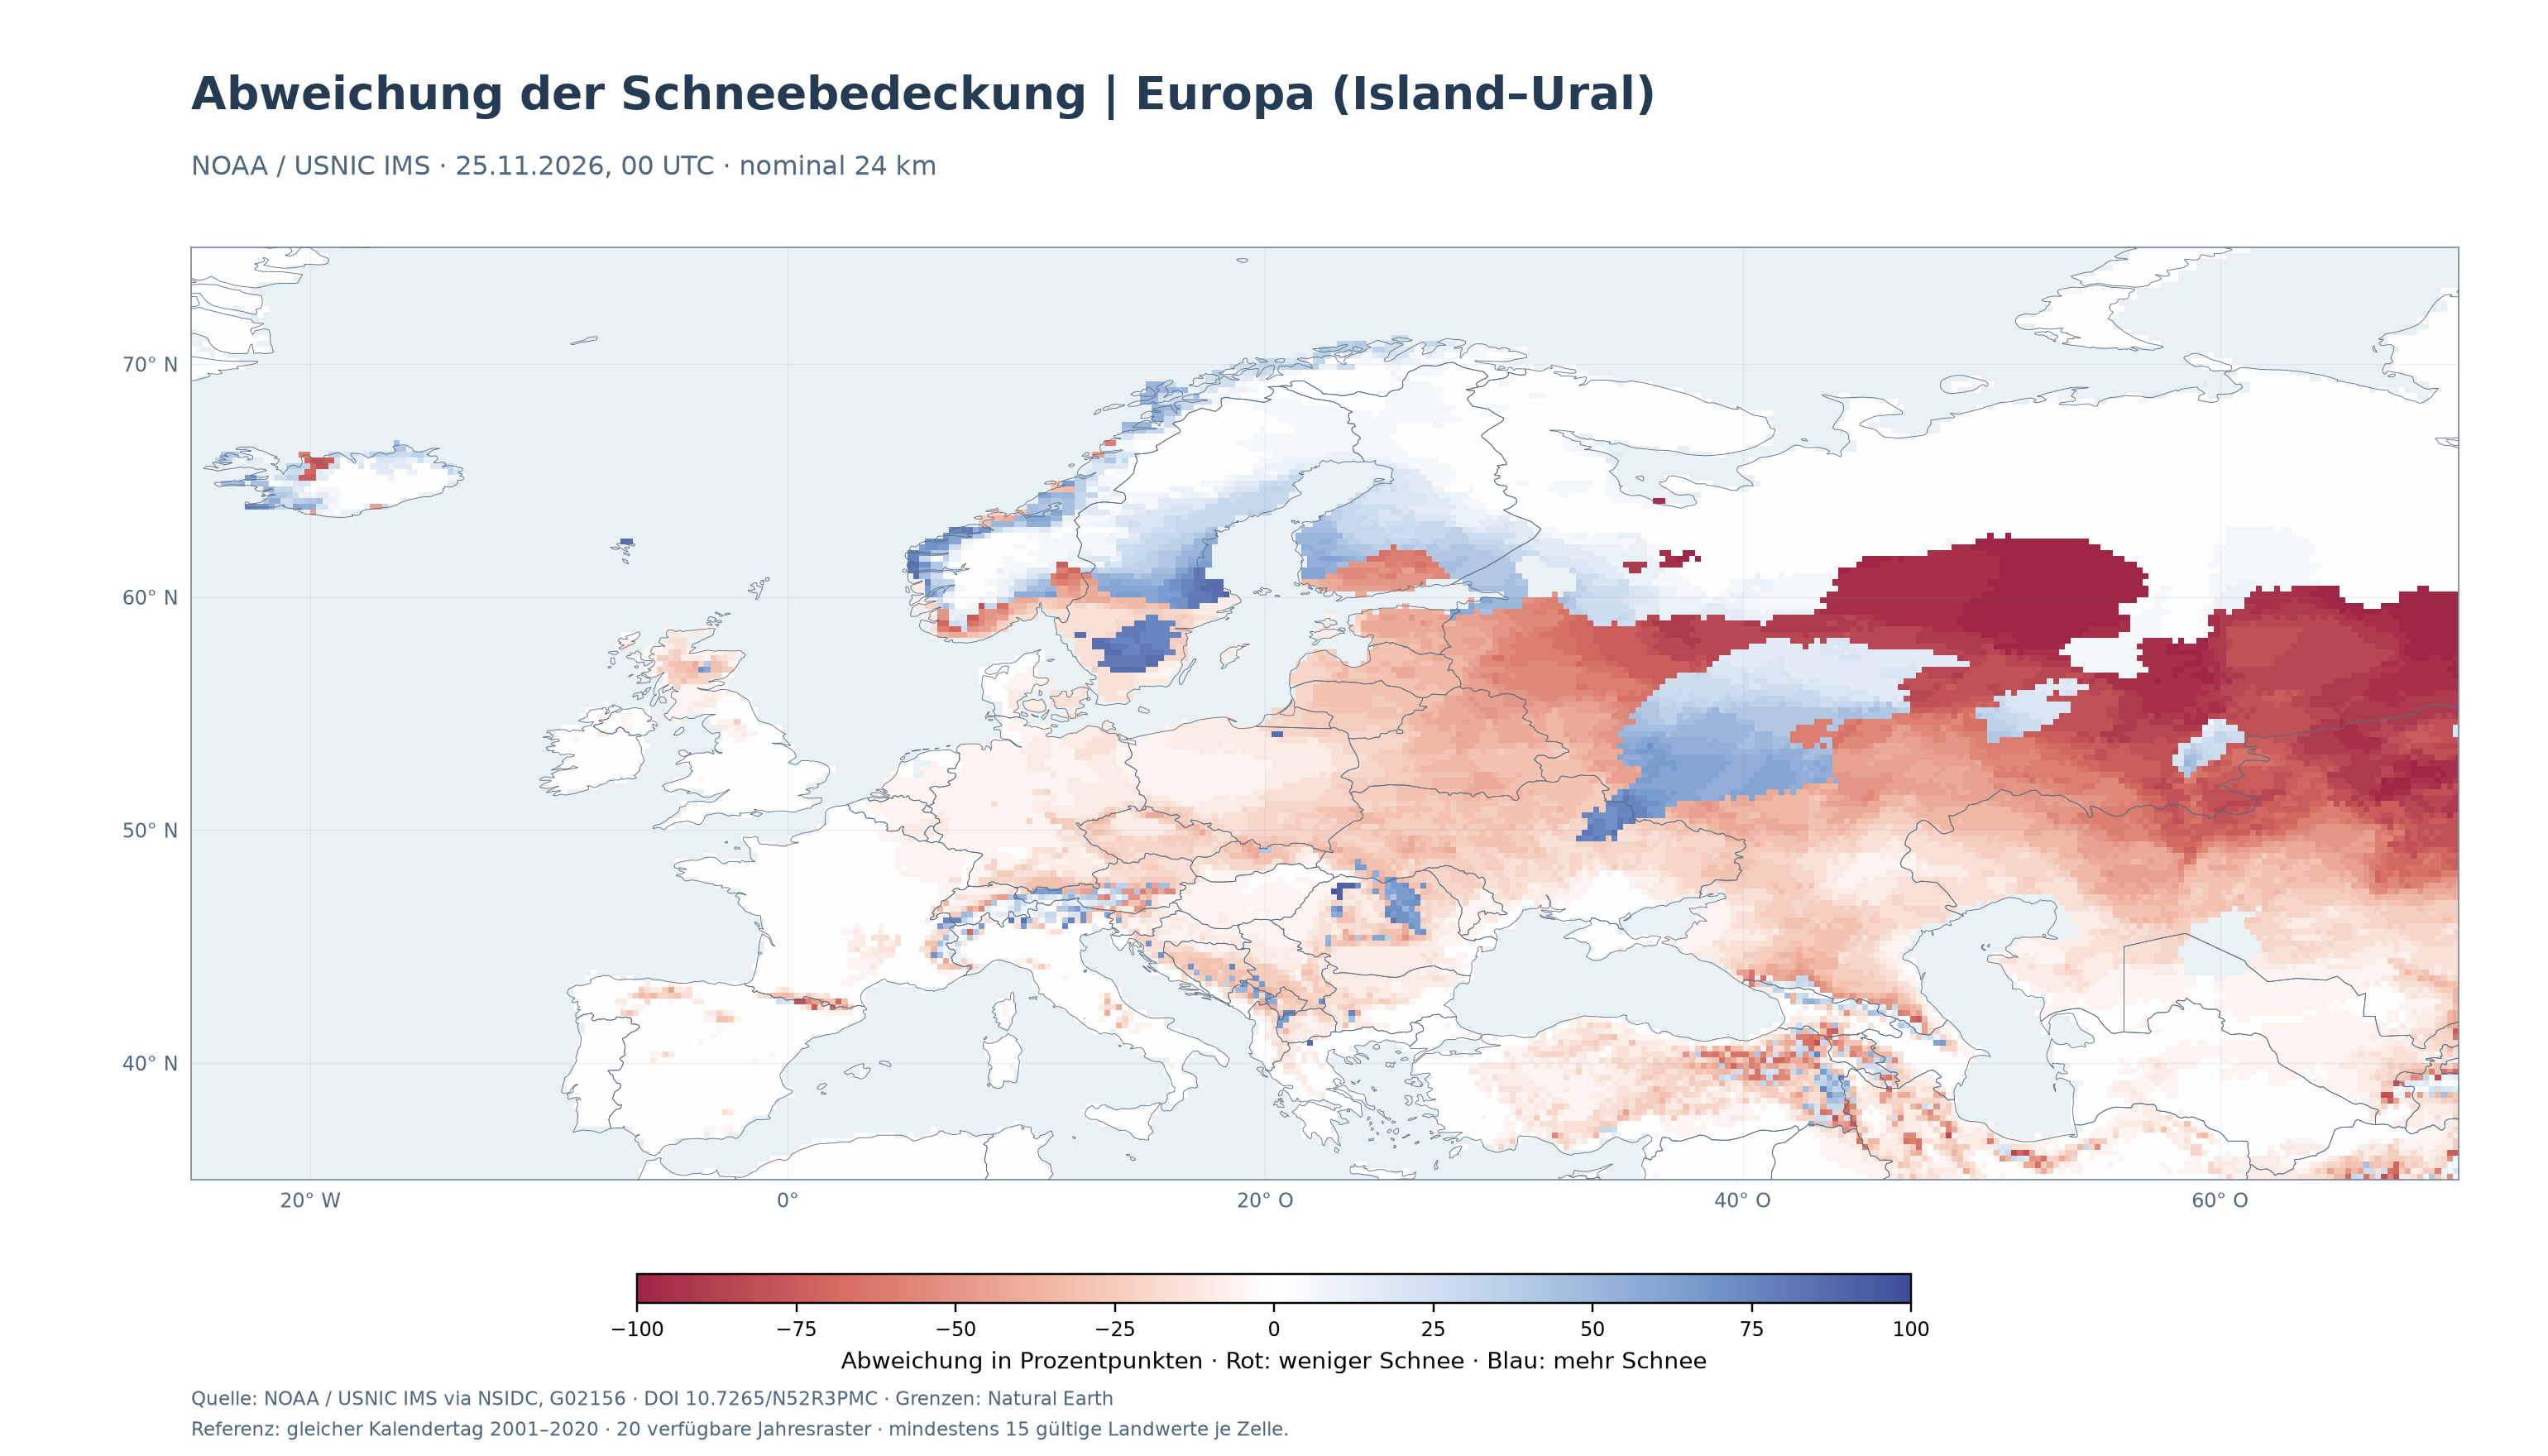 Abweichung der Schneebedeckung | Europa (Island–Ural)
NOAA / USNIC IMS · 25.11.2026, 00 UTC · nominal 24 km
70° N
60° N
50° N
40° N
20° W
0°
20° O
40° O
60° O
−100
−75
−50
−25
0
25
50
75
100
Abweichung in Prozentpunkten · Rot: weniger Schnee · Blau: mehr Schnee
Quelle: NOAA / USNIC IMS via NSIDC, G02156 · DOI 10.7265/N52R3PMC · Grenzen: Natural Earth
Referenz: gleicher Kalendertag 2001–2020 · 20 verfügbare Jahresraster · mindestens 15 gültige Landwerte je Zelle.